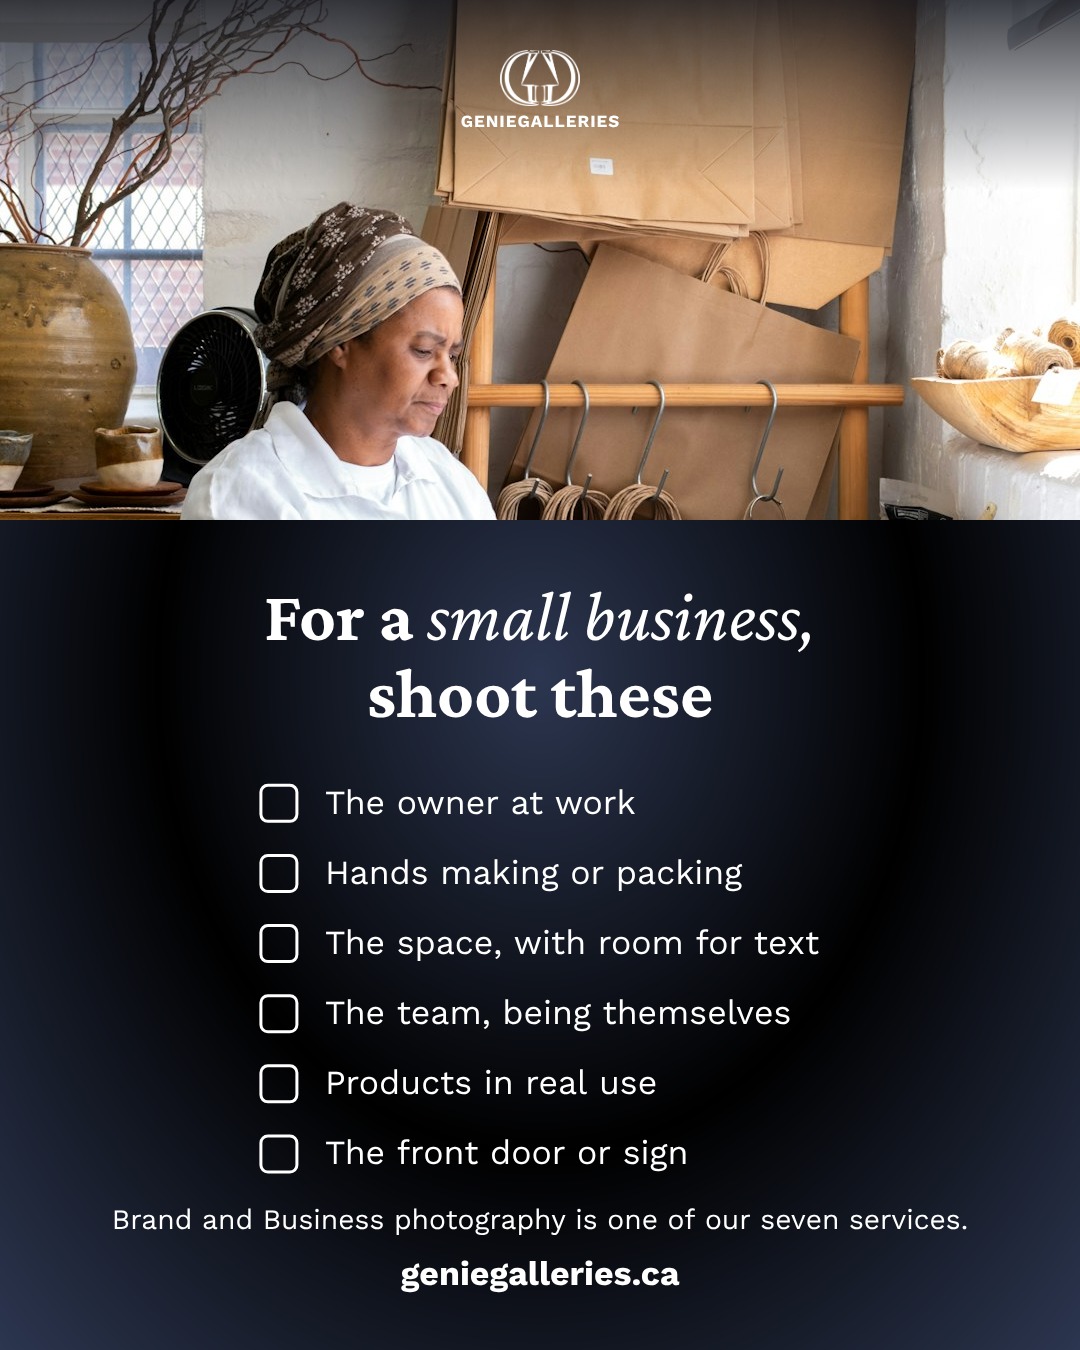 GENIEGALLERIES
For a small business,
shoot these
The owner at work
Hands making or packing
The space, with room for text
The team, being themselves
Products in real use
The front door or sign
Brand and Business photography is one of our seven services.
geniegalleries.ca